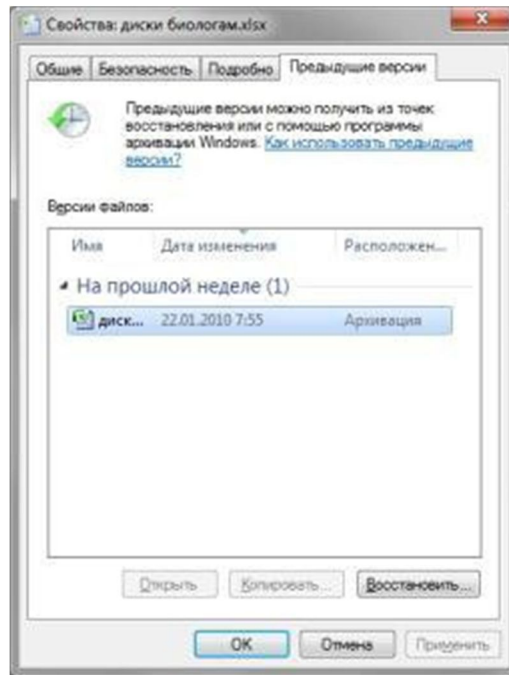 Свойства: диски биологам.xlsx
Общие Безопасность Подробно Предыдущие версии
Предыдущие версии можно получить из точек
восстановления или с помощью программы
архивации Windows. Как использовать предыдущие
версии?
Версии файлов:
Имя Дата изменения Расположен...
На прошлой неделе (1)
диск... 22.01.2010 7:55 Архивация
Открыть Копировать... Восстановить...
OK Отмена Применить